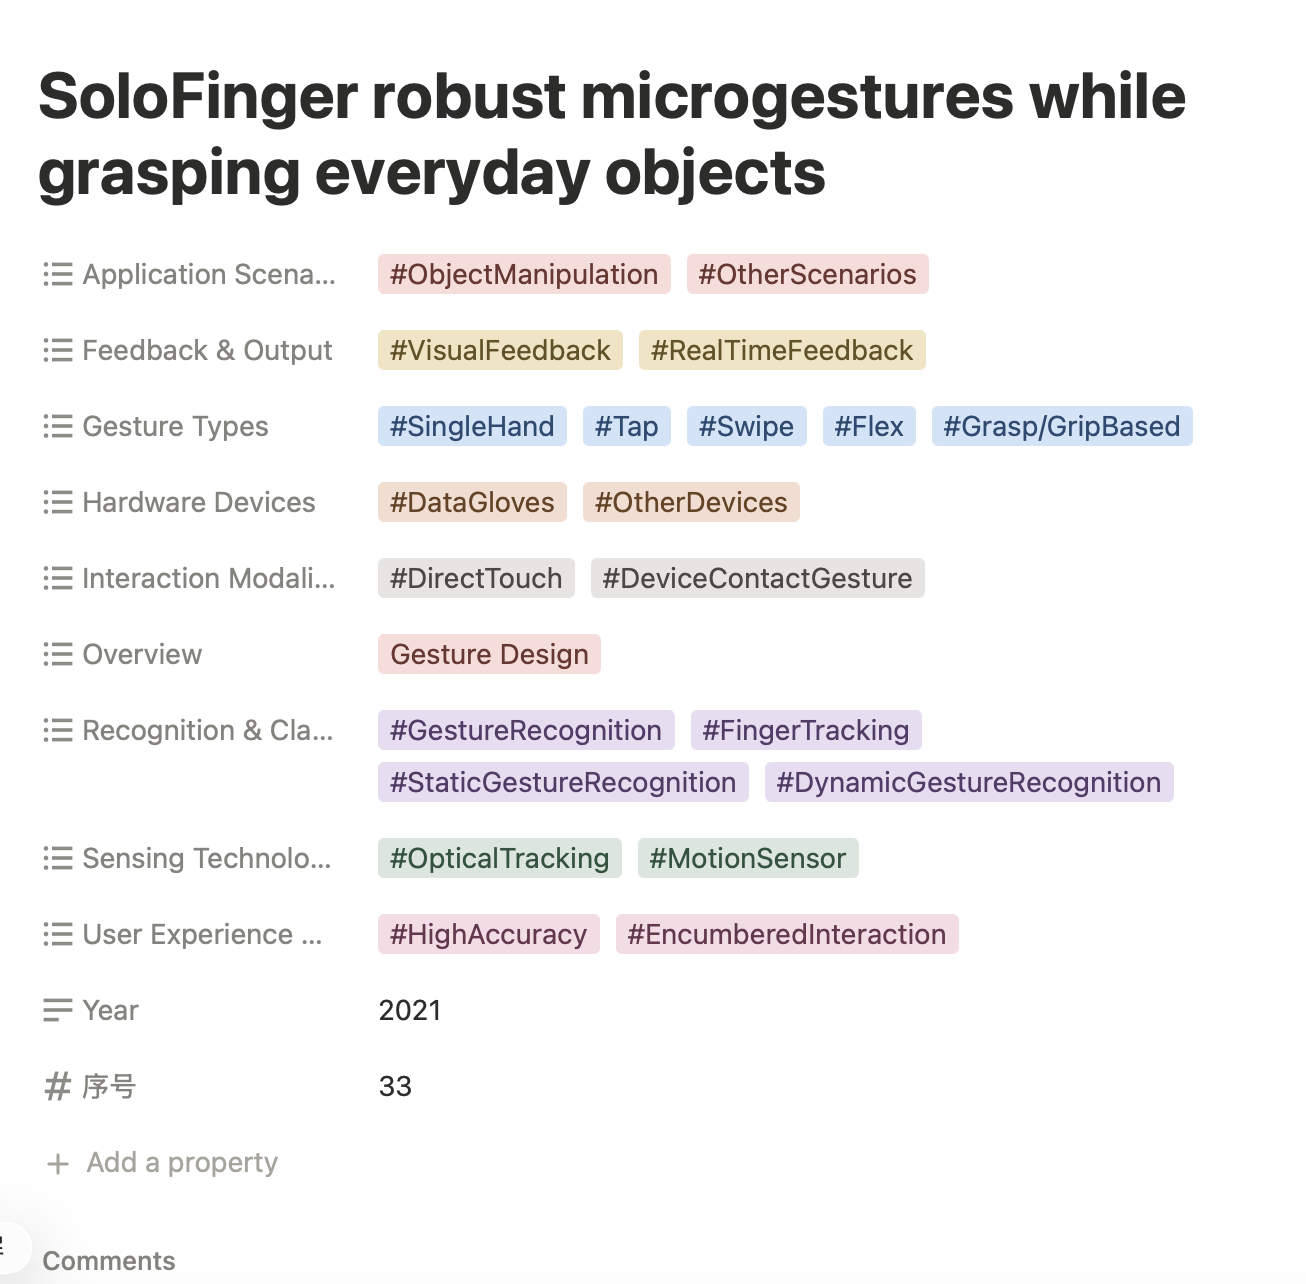 SoloFinger robust microgestures while
grasping everyday objects
Application Scena... #ObjectManipulation #OtherScenarios
Feedback & Output #VisualFeedback #RealTimeFeedback
Gesture Types #SingleHand #Tap #Swipe #Flex #Grasp/GripBased
Hardware Devices #DataGloves #OtherDevices
Interaction Modali... #DirectTouch #DeviceContactGesture
Overview Gesture Design
Recognition & Cla... #GestureRecognition #FingerTracking
#StaticGestureRecognition #DynamicGestureRecognition
Sensing Technolo... #OpticalTracking #MotionSensor
User Experience ... #HighAccuracy #EncumberedInteraction
Year 2021
# 序号 33
+ Add a property
Comments